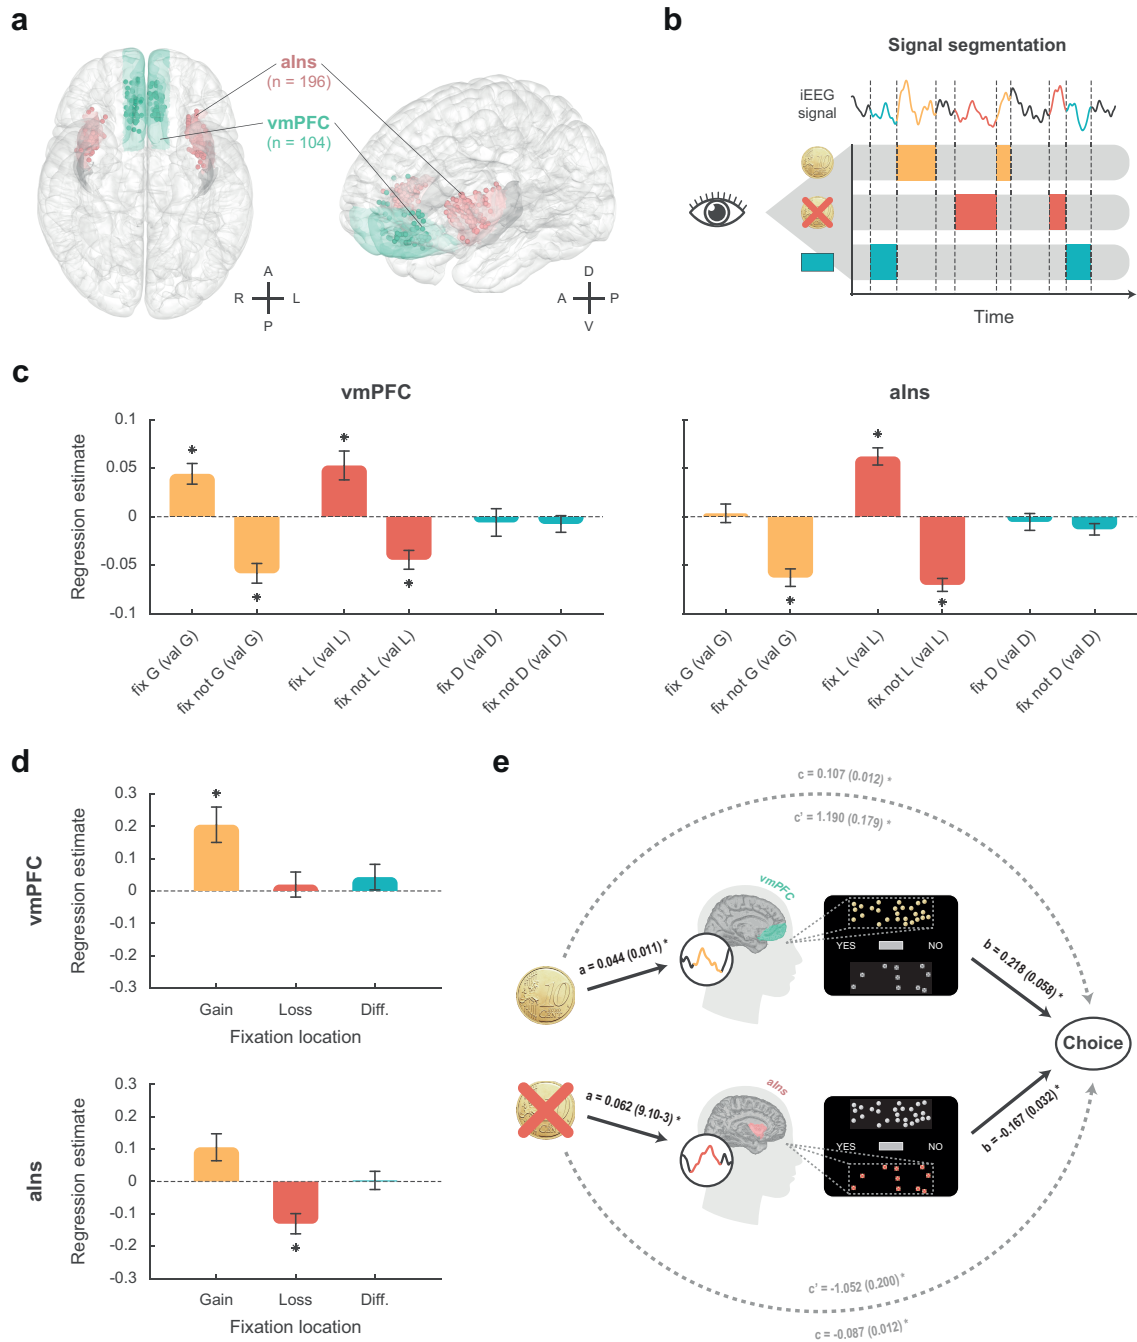 a
aIns
(n = 196)
vmPFC
(n = 104)
A
R
L
P
D
A
P
V
b
Signal segmentation
iEEG
signal
Time
c
vmPFC
Regression estimate
0.1
0.05
0
-0.05
-0.1
*
*
*
*
fix G (val G)
fix not G (val G)
fix L (val L)
fix not L (val L)
fix D (val D)
fix not D (val D)
aIns
*
*
*
fix G (val G)
fix not G (val G)
fix L (val L)
fix not L (val L)
fix D (val D)
fix not D (val D)
d
vmPFC
Regression estimate
0.3
0.2
0.1
0
-0.1
-0.2
-0.3
*
Gain
Loss
Diff.
Fixation location
aIns
Regression estimate
0.3
0.2
0.1
0
-0.1
-0.2
-0.3
*
Gain
Loss
Diff.
Fixation location
e
c = 0.107 (0.012) *
c' = 1.190 (0.179) *
vmPFC
YES
NO
a = 0.044 (0.011) *
b = 0.218 (0.058) *
10
Choice
a = 0.062 (9.10-3) *
aIns
YES
NO
b = -0.167 (0.032) *
c' = -1.052 (0.200) *
c = -0.087 (0.012) *